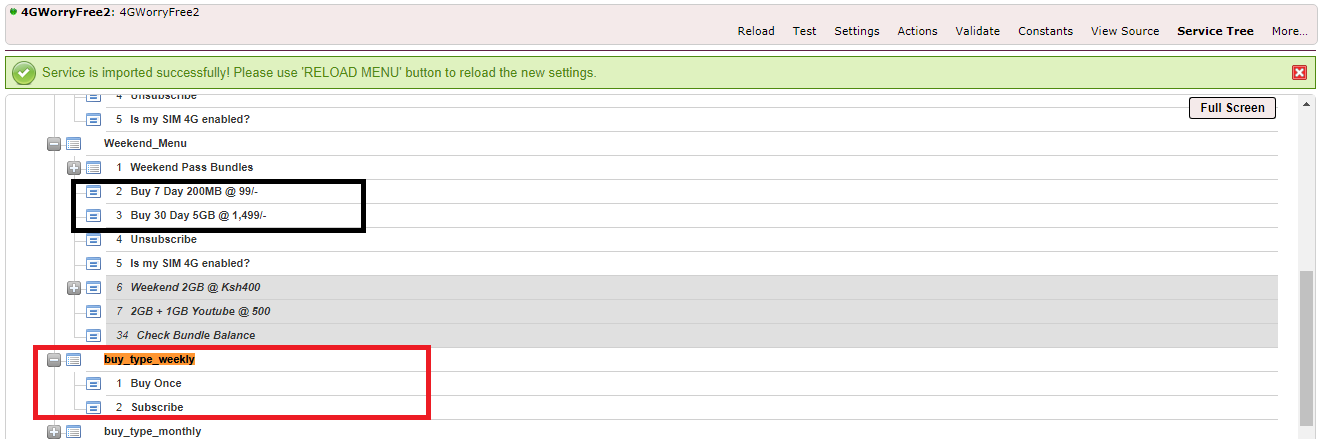 4GWorryFree2: 4GWorryFree2
Reload Test Settings Actions Validate Constants View Source Service Tree More...
Service is imported successfully! Please use 'RELOAD MENU' button to reload the new settings.
4 Unsubscribe
Full Screen
5 Is my SIM 4G enabled?
Weekend_Menu
1 Weekend Pass Bundles
2 Buy 7 Day 200MB @ 99/-
3 Buy 30 Day 5GB @ 1,499/-
4 Unsubscribe
5 Is my SIM 4G enabled?
6 Weekend 2GB @ Ksh400
7 2GB + 1GB Youtube @ 500
34 Check Bundle Balance
buy_type_weekly
1 Buy Once
2 Subscribe
buy_type_monthly